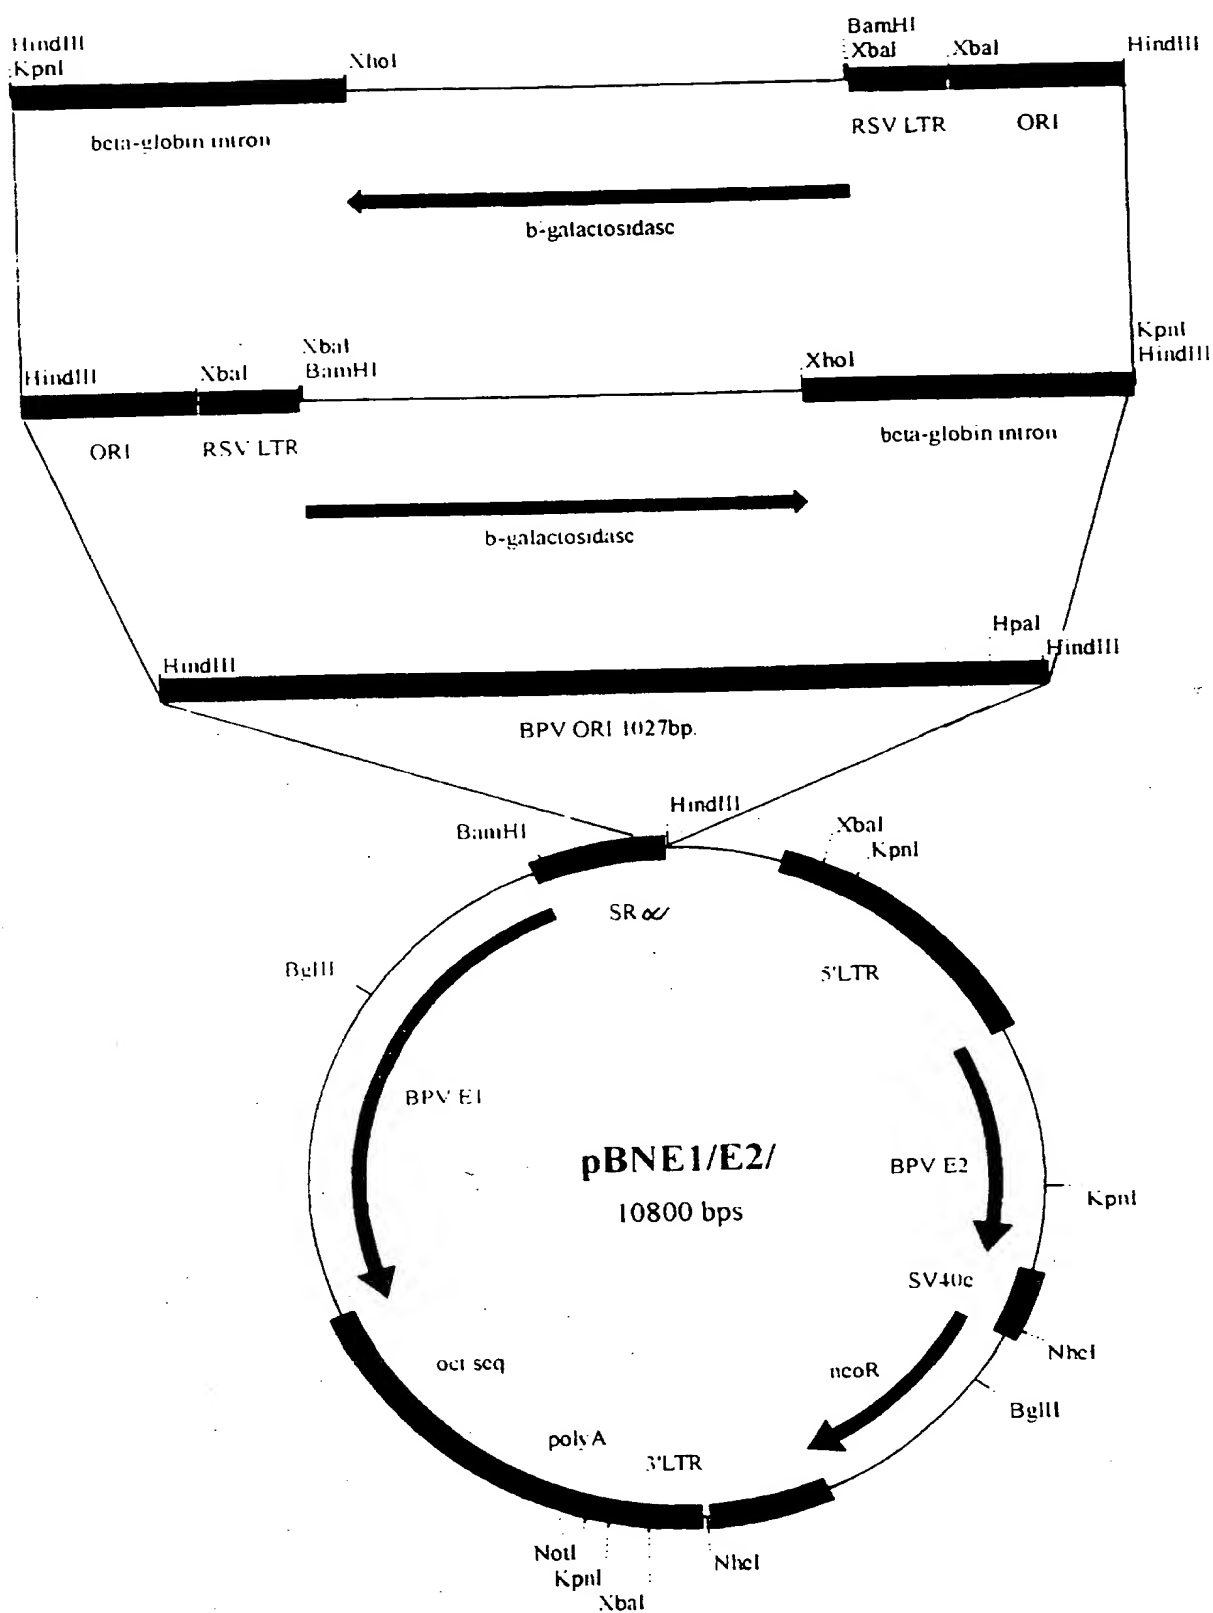 HindIII
KpnI
XhoI
BamHI
XbaI
XbaI
HindIII
beta-globin intron
RSV LTR
ORI
b-galactosidase
HindIII
XbaI
XbaI
BamHI
XhoI
KpnI
HindIII
ORI
RSV LTR
beta-globin intron
b-galactosidase
HindIII
HpaI
HindIII
BPV ORI 1027bp.
BamHI
HindIII
XbaI
KpnI
SRα
BglII
5'LTR
BPV E1
pBNE1/E2/
10800 bps
BPV E2
KpnI
SV40e
NheI
BglII
neoR
oct seq
polyA
3'LTR
NotI
KpnI
XbaI
NheI